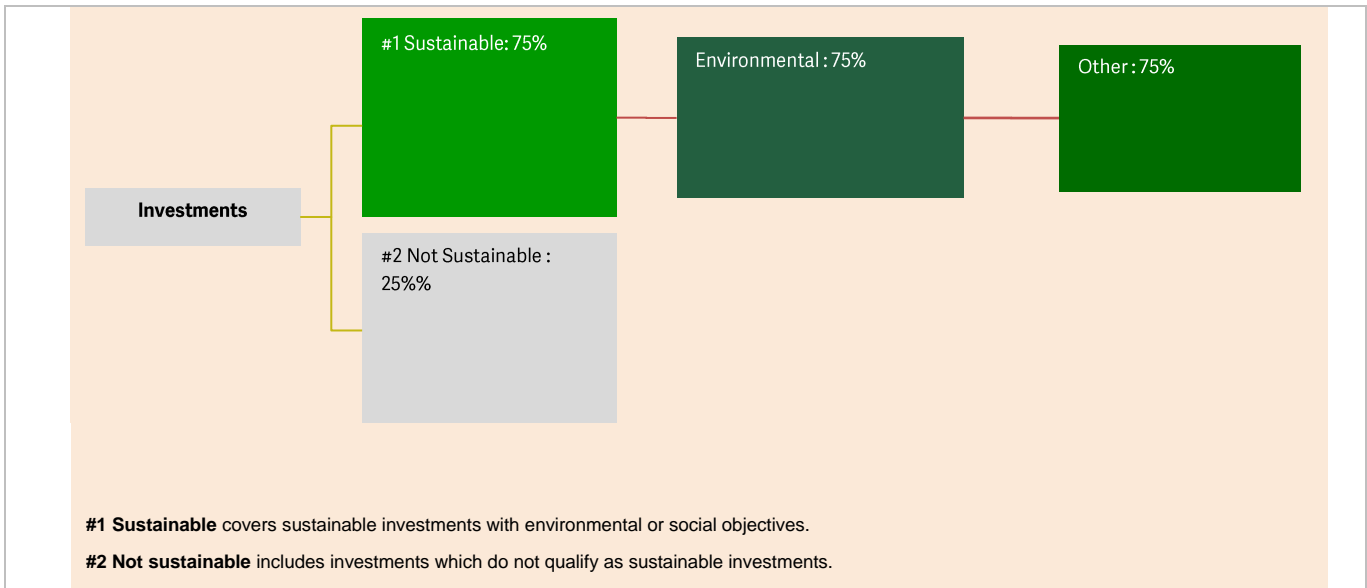 #1 Sustainable: 75%
Environmental : 75%
Other : 75%
Investments
#2 Not Sustainable :
25%%
#1 Sustainable covers sustainable investments with environmental or social objectives.
#2 Not sustainable includes investments which do not qualify as sustainable investments.